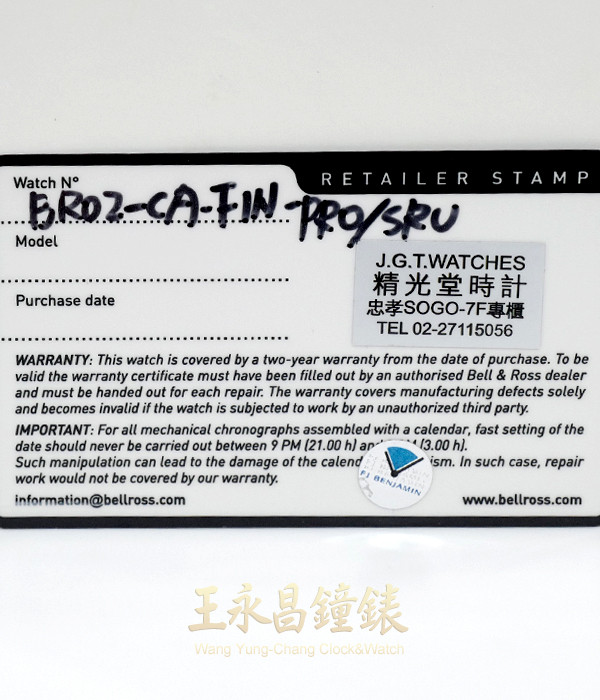 RETAILER STAMP
Watch N°
BR02-CA-FIN-PRO/SRU
Model
J.G.T.WATCHES
精光堂時計
忠孝SOGO-7F專櫃
TEL 02-27115056
Purchase date
WARRANTY: This watch is covered by a two-year warranty from the date of purchase. To be
valid the warranty certificate must have been filled out by an authorised Bell & Ross dealer
and must be handed out for each repair. The warranty covers manufacturing defects solely
and becomes invalid if the watch is subjected to work by an unauthorized third party.
IMPORTANT: For all mechanical chronographs assembled with a calendar, fast setting of the
date should never be carried out between 9 PM (21.00 h) and (3.00 h).
Such manipulation can lead to the damage of the In such case, repair
work would not be covered by our warranty.
FJ BENJAMIN
information@bellross.com
www.bellross.com
王永昌鐘錶
Wang Yung-Chang Clock&Watch